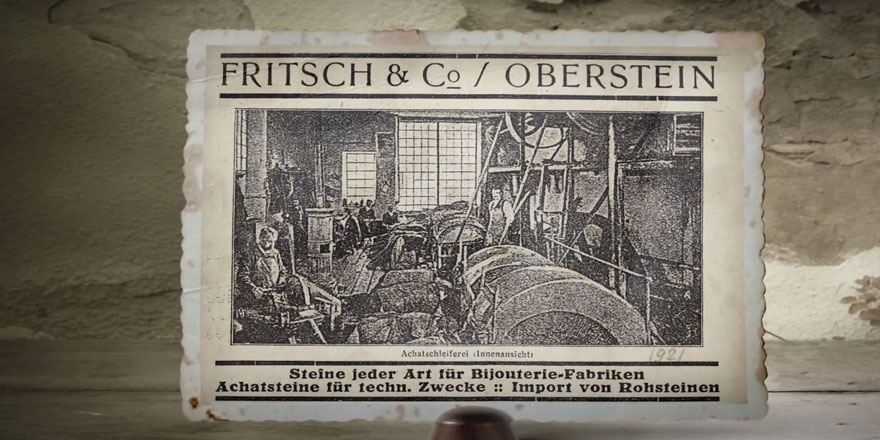 FRITSCH & Co / OBERSTEIN
Achatschleiferei (Innenansicht)
1921
Steine jeder Art für Bijouterie-Fabriken
Achatsteine für techn. Zwecke :: Import von Rohsteinen